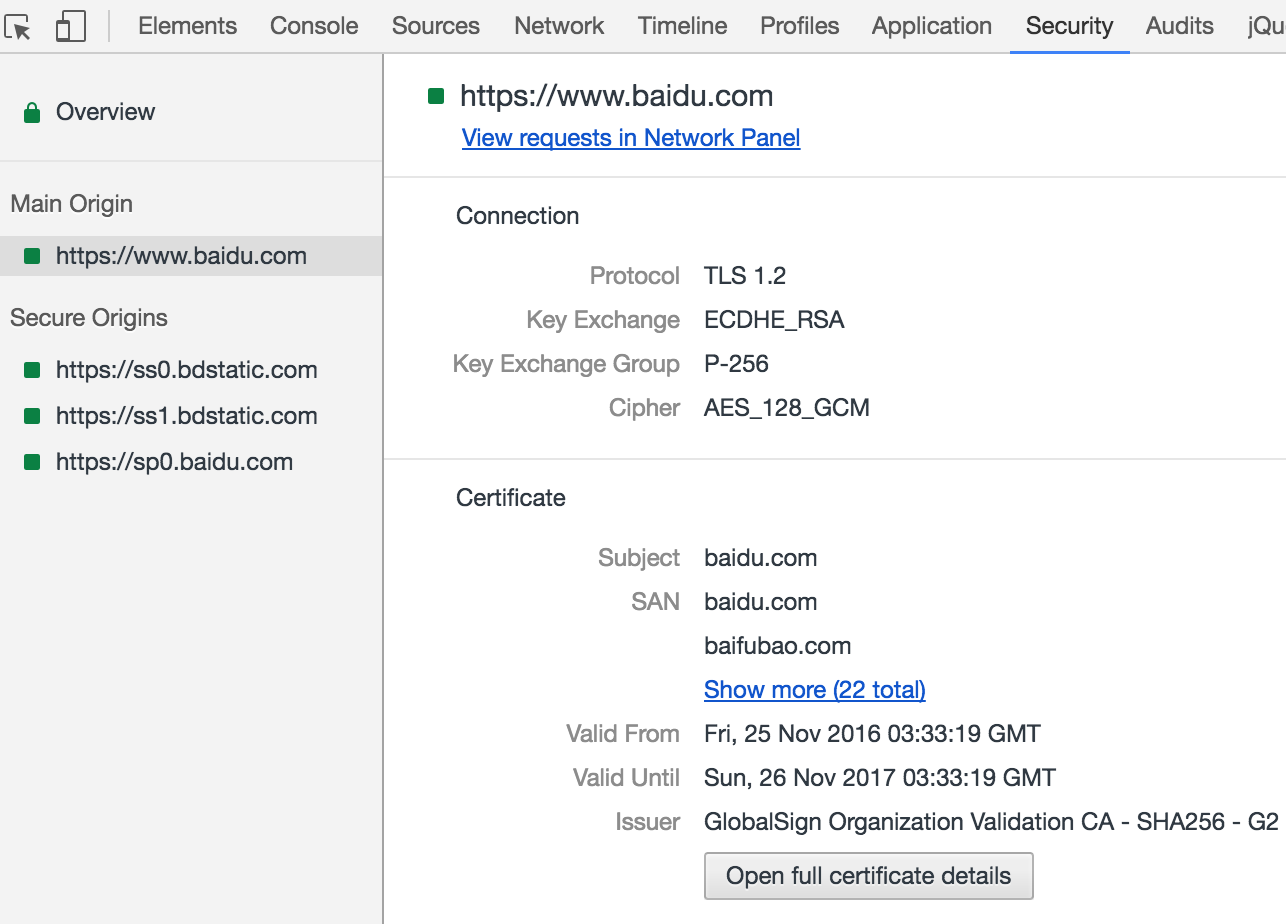 Elements Console Sources Network Timeline Profiles Application Security Audits jQu
Overview
Main Origin
https://www.baidu.com
Secure Origins
https://ss0.bdstatic.com
https://ss1.bdstatic.com
https://sp0.baidu.com
https://www.baidu.com
View requests in Network Panel
Connection
Protocol TLS 1.2
Key Exchange ECDHE_RSA
Key Exchange Group P-256
Cipher AES_128_GCM
Certificate
Subject baidu.com
SAN baidu.com
baifubao.com
Show more (22 total)
Valid From Fri, 25 Nov 2016 03:33:19 GMT
Valid Until Sun, 26 Nov 2017 03:33:19 GMT
Issuer GlobalSign Organization Validation CA - SHA256 - G2
Open full certificate details